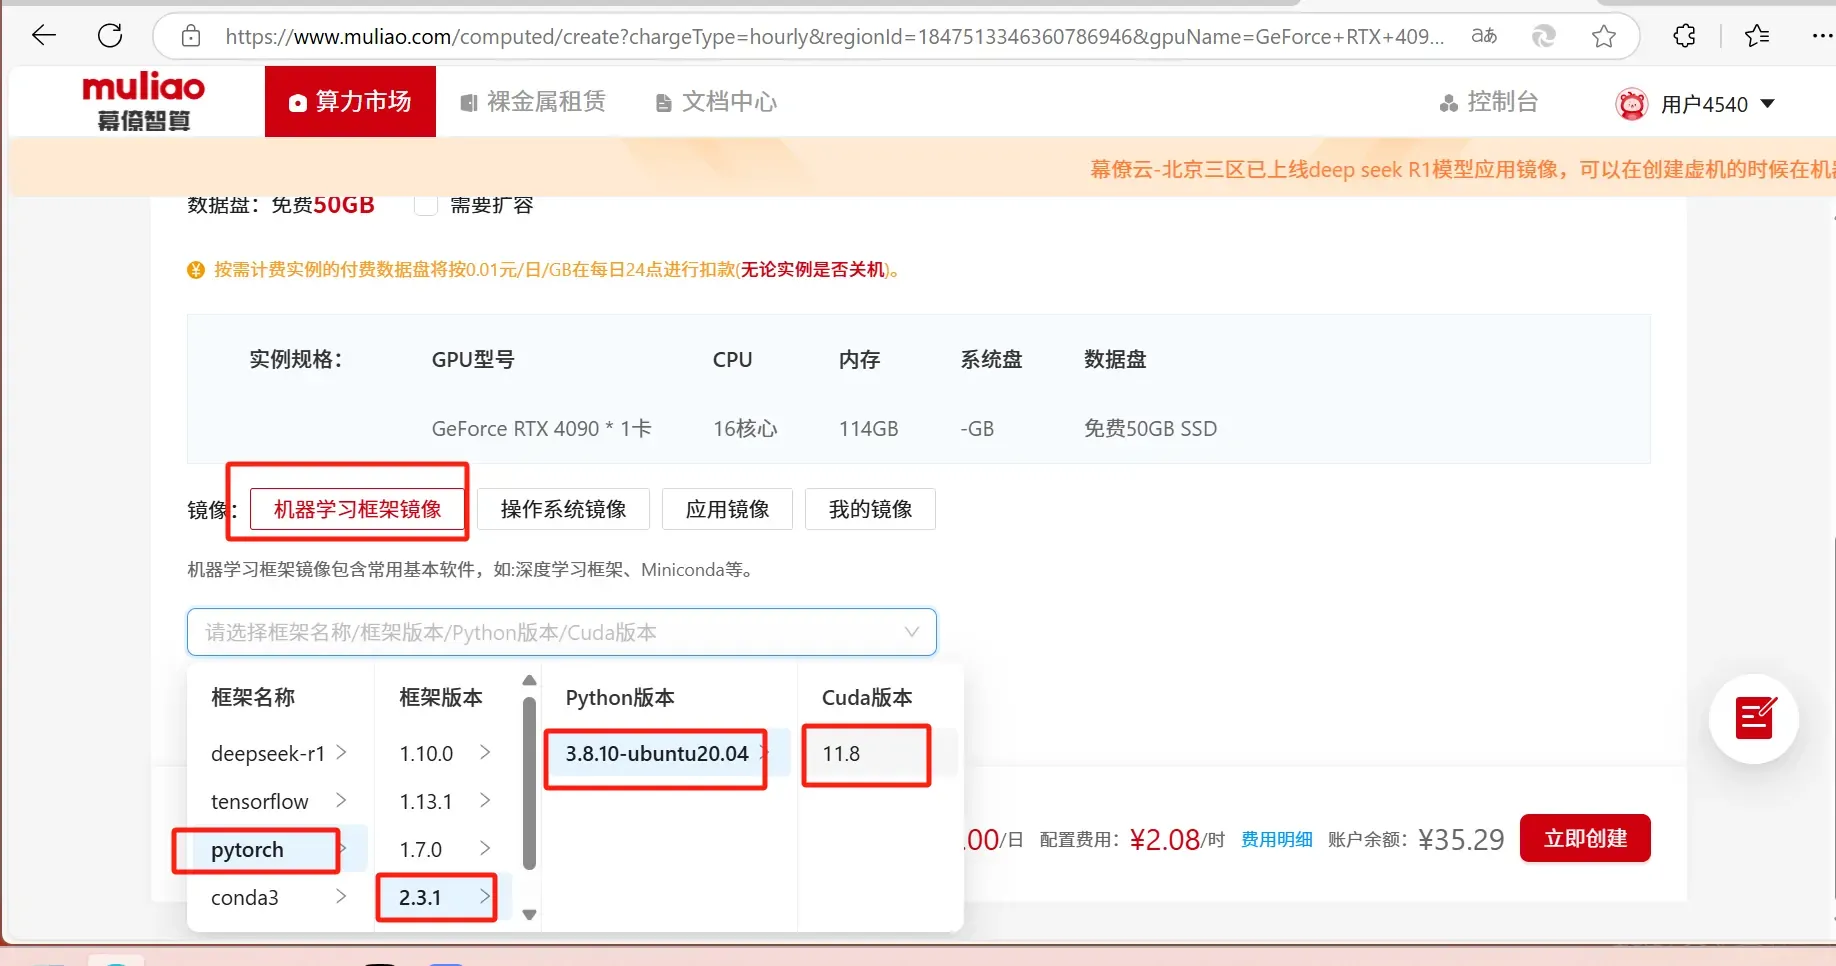 https://www.muliao.com/computed/create?chargeType=hourly&regionId=1847513346360786946&gpuName=GeForce+RTX+409...
muliao
幕僚智算
算力市场
裸金属租赁
文档中心
控制台
用户4540
幕僚云-北京三区已上线deep seek R1模型应用镜像，可以在创建虚机的时候在机
数据盘：免费50GB
需要扩容
按需计费实例的付费数据盘将按0.01元/日/GB在每日24点进行扣款(无论实例是否关机)。
实例规格：
GPU型号
CPU
内存
系统盘
数据盘
GeForce RTX 4090 * 1卡
16核心
114GB
-GB
免费50GB SSD
镜像：
机器学习框架镜像
操作系统镜像
应用镜像
我的镜像
机器学习框架镜像包含常用基本软件，如:深度学习框架、Miniconda等。
请选择框架名称/框架版本/Python版本/Cuda版本
框架名称
框架版本
Python版本
Cuda版本
deepseek-r1
1.10.0
3.8.10-ubuntu20.04
11.8
tensorflow
1.13.1
pytorch
1.7.0
conda3
2.3.1
.00/日
配置费用：¥2.08/时
费用明细
账户余额：¥35.29
立即创建